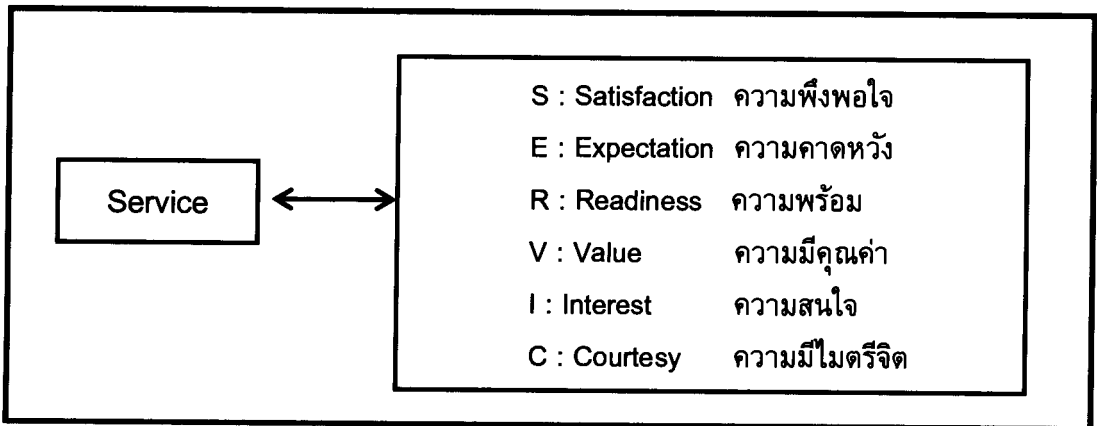 Service
S : Satisfaction ความพึงพอใจ
E : Expectation ความคาดหวัง
R : Readiness ความพร้อม
V : Value ความมีคุณค่า
I : Interest ความสนใจ
C : Courtesy ความมีไมตรีจิต